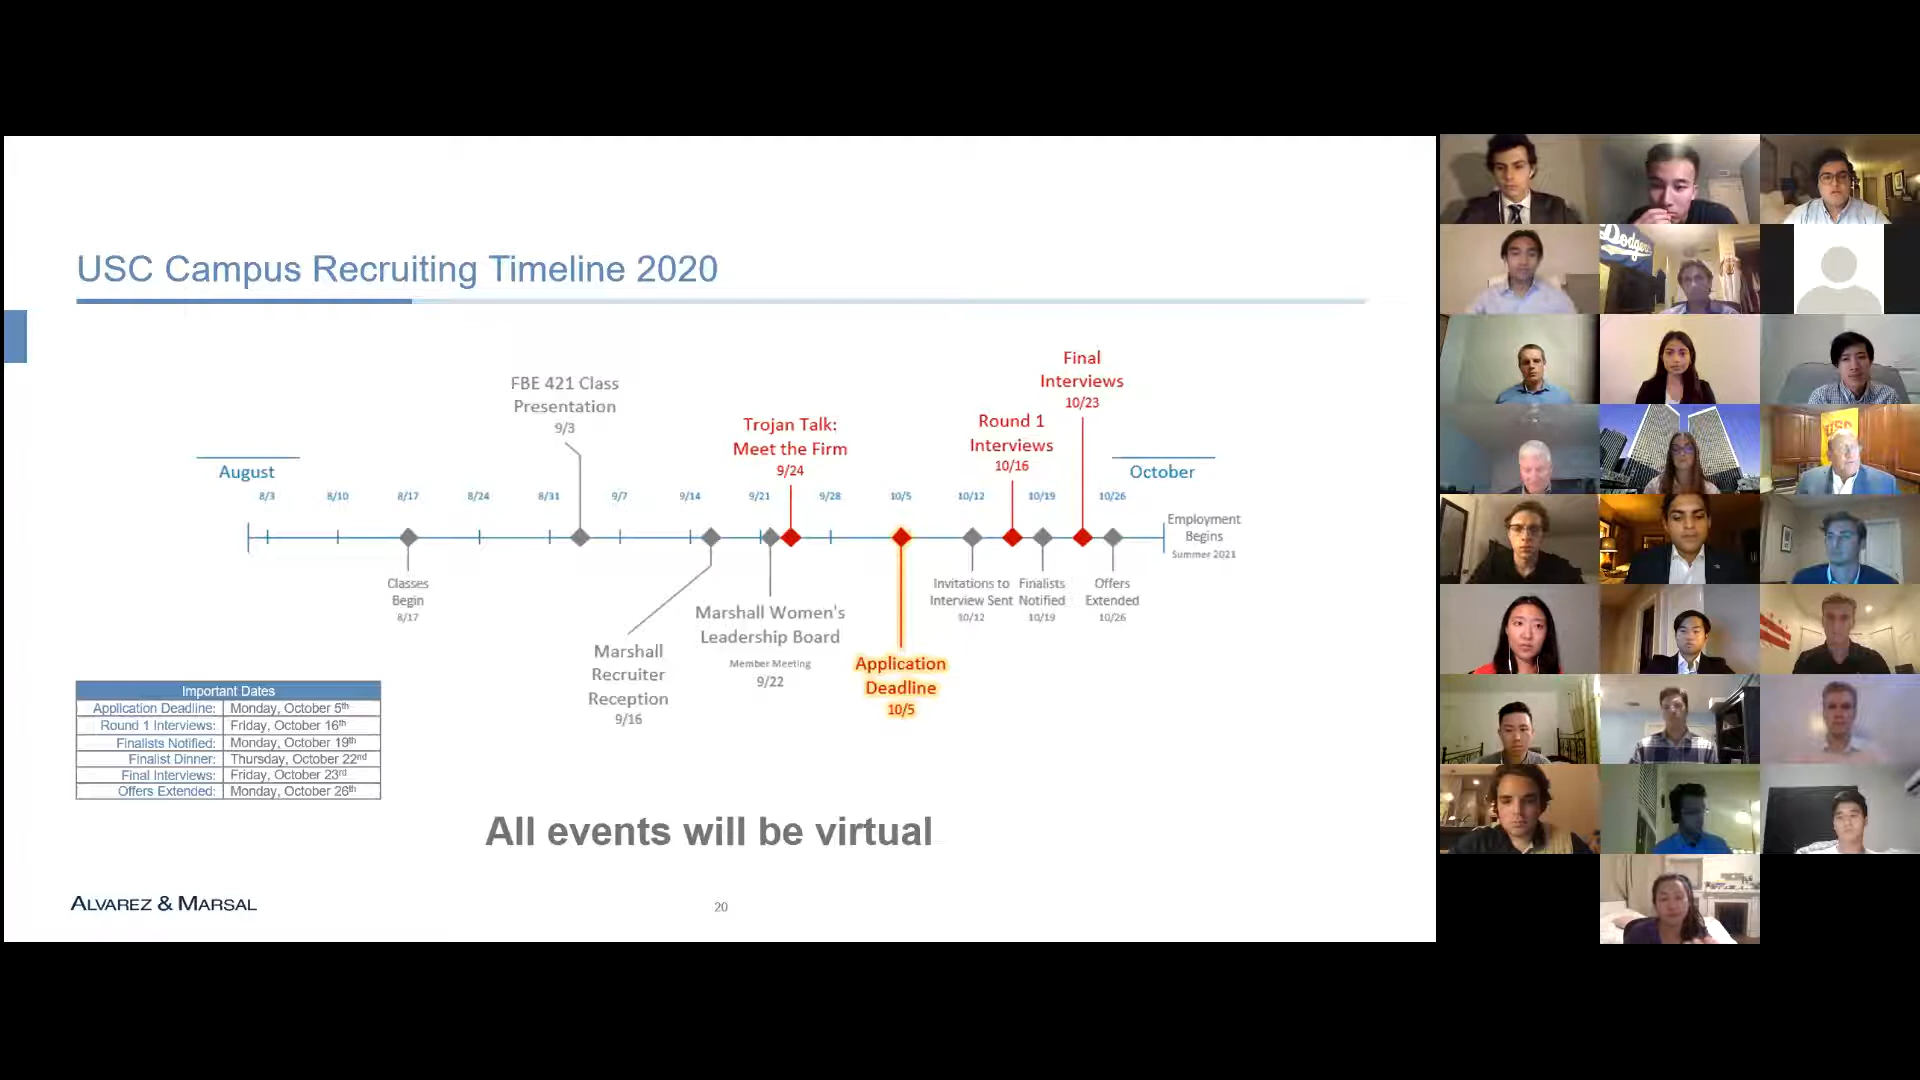 USC Campus Recruiting Timeline 2020
Final
Interviews
10/23
FBE 421 Class
Presentation
9/3
Trojan Talk:
Meet the Firm
9/24
Round 1
Interviews
10/16
August
October
8/3 8/10 8/17 8/24 8/31 9/7 9/14 9/21 9/28 10/5 10/12 10/19 10/26
Employment
Begins
Summer 2021
Classes
Begin
8/17
Marshall
Recruiter
Reception
9/16
Marshall Women's
Leadership Board
Member Meeting
9/22
Application
Deadline
10/5
Invitations to
Interview Sent
10/12
Finalists
Notified
10/19
Offers
Extended
10/26
Important Dates
Application Deadline: Monday, October 5th
Round 1 Interviews: Friday, October 16th
Finalists Notified: Monday, October 19th
Finalist Dinner: Thursday, October 22nd
Final Interviews: Friday, October 23rd
Offers Extended: Monday, October 26th
All events will be virtual
ALVAREZ & MARSAL
20
Dodgers
USC